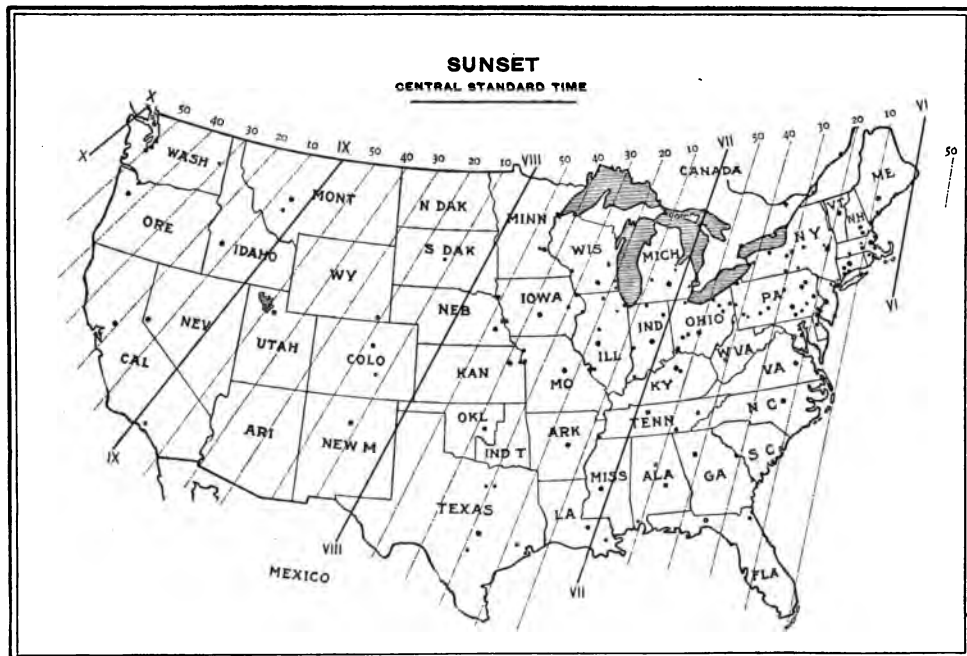 SUNSET
CENTRAL STANDARD TIME
X 50 40 30 20 10 IX 50 40 30 20 10 VIII 50 40 30 20 10 VII 50 40 30 20 10 VI
50
X
CANADA
WASH
MONT
N DAK
MINN
ME
VT
NH
ORE
IDAHO
S DAK
WIS
MICH
N Y
WY
IOWA
PA
NEB
NEV
UTAH
COLO
ILL
IND
OHIO
VI
CAL
KAN
MO
W VA
VA
KY
ARI
NEW M
OKL
IND T
ARK
TENN
N C
S C
IX
TEXAS
LA
MISS
ALA
GA
VIII
MEXICO
VII
FLA